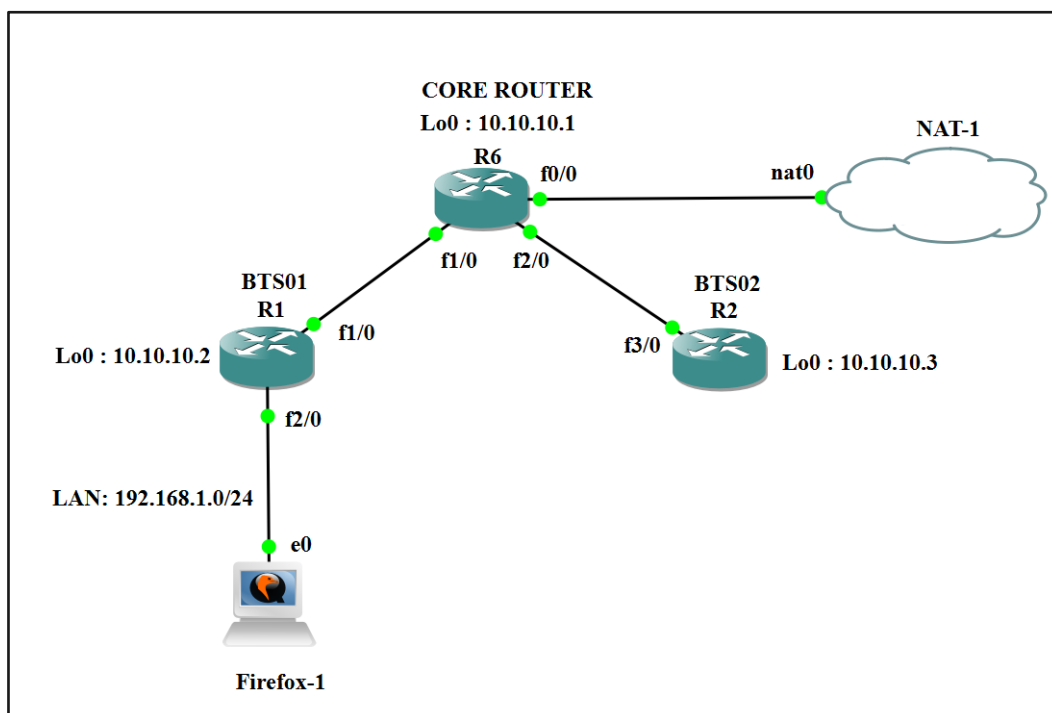 CORE ROUTER
Lo0 : 10.10.10.1
R6
NAT-1
f0/0
nat0
f1/0
f2/0
BTS01
R1
BTS02
R2
f1/0
f3/0
Lo0 : 10.10.10.2
Lo0 : 10.10.10.3
f2/0
LAN: 192.168.1.0/24
e0
Firefox-1